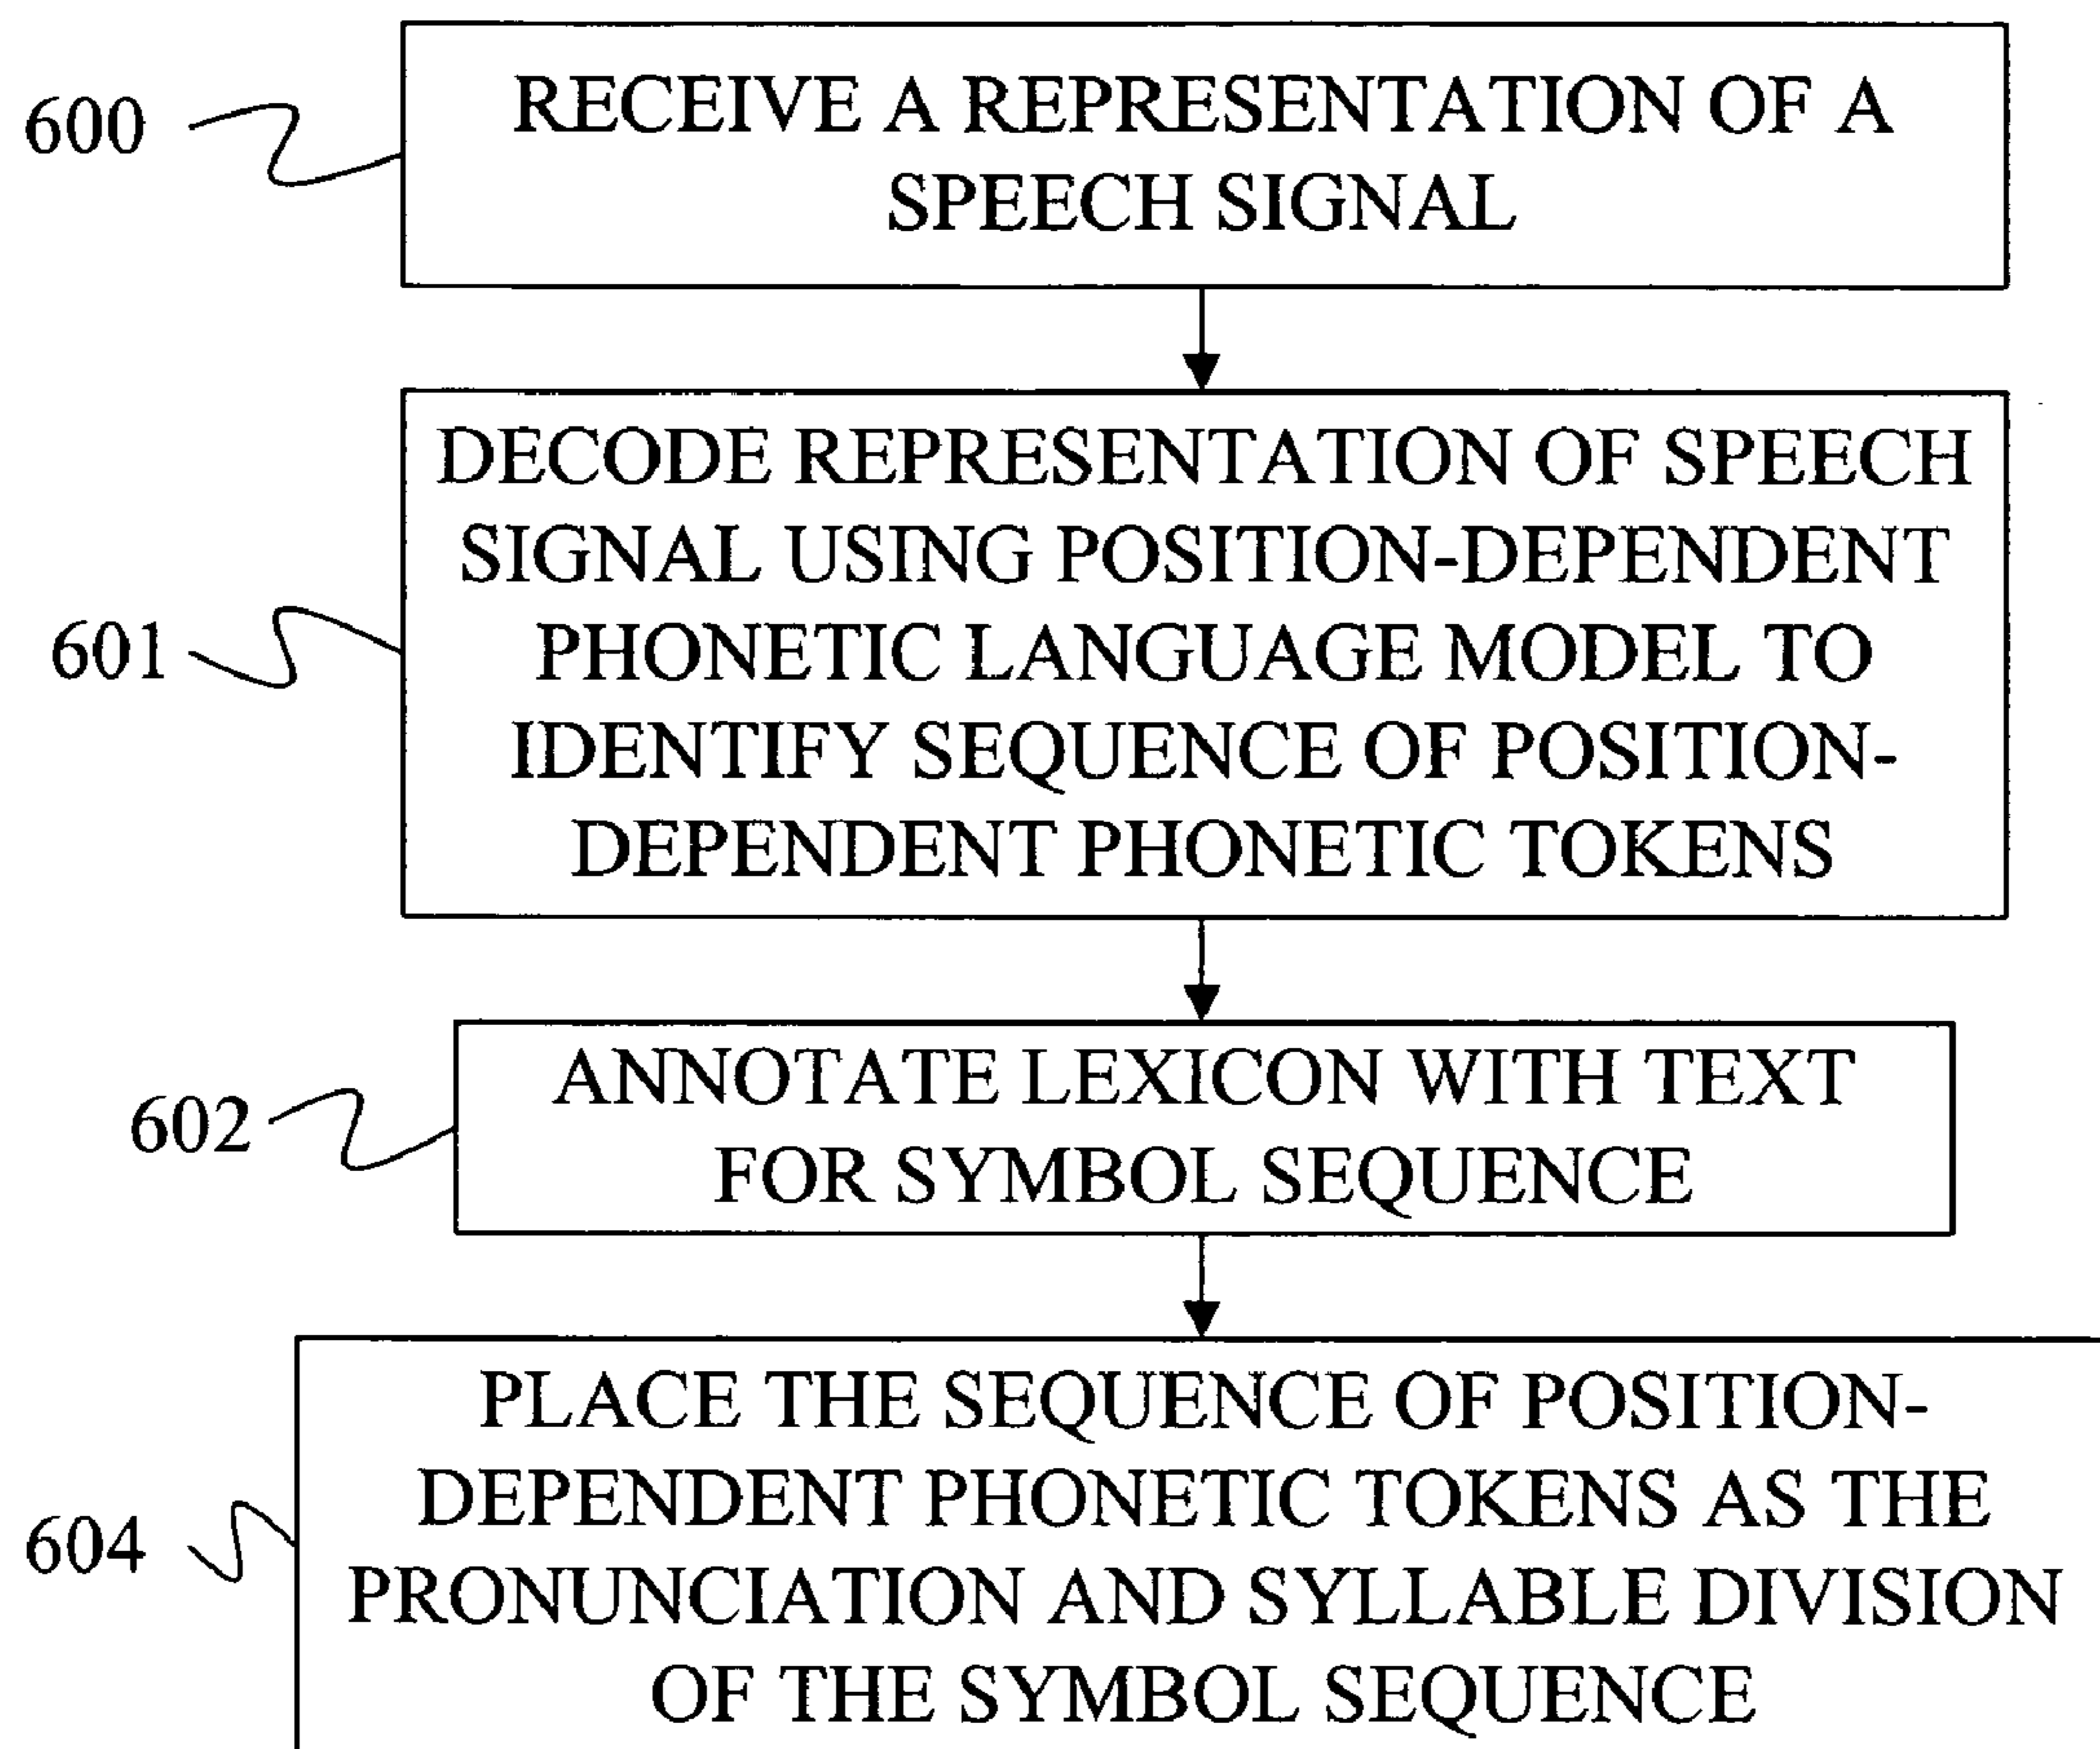 600
RECEIVE A REPRESENTATION OF A
SPEECH SIGNAL
601
DECODE REPRESENTATION OF SPEECH
SIGNAL USING POSITION-DEPENDENT
PHONETIC LANGUAGE MODEL TO
IDENTIFY SEQUENCE OF POSITION-
DEPENDENT PHONETIC TOKENS
602
ANNOTATE LEXICON WITH TEXT
FOR SYMBOL SEQUENCE
604
PLACE THE SEQUENCE OF POSITION-
DEPENDENT PHONETIC TOKENS AS THE
PRONUNCIATION AND SYLLABLE DIVISION
OF THE SYMBOL SEQUENCE